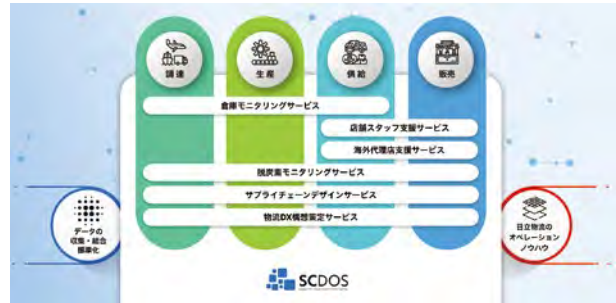 調達
生産
供給
販売
倉庫モニタリングサービス
店舗スタッフ支援サービス
海外代理店支援サービス
脱炭素モニタリングサービス
サプライチェーンデザインサービス
物流DX構想策定サービス
データの
収集・統合
標準化
日立物流の
オペレーション
ノウハウ
SCDOS